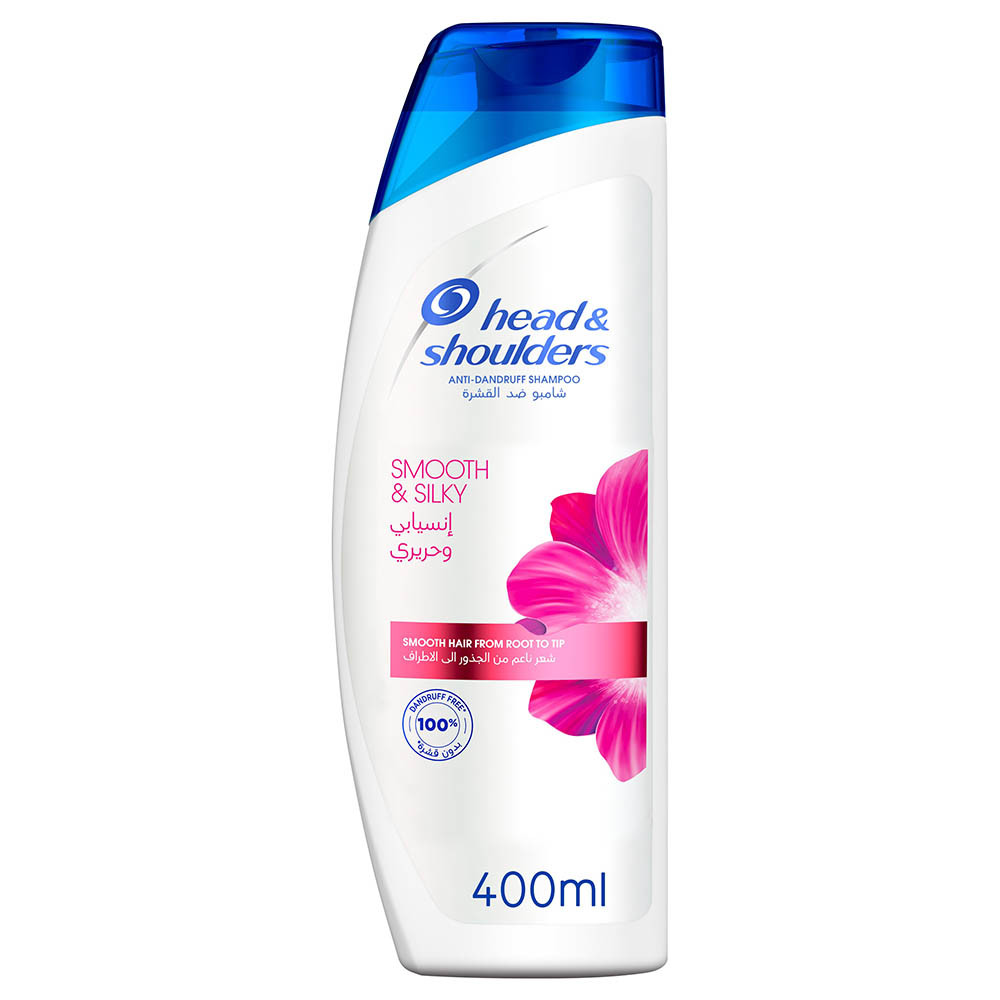 head &
shoulders
ANTI-DANDRUFF SHAMPOO
شامبو ضد القشرة
SMOOTH
& SILKY
إنسيابي
وحريري
SMOOTH HAIR FROM ROOT TO TIP
شعر ناعم من الجذور الى الاطراف
DANDRUFF FREE*
100%
بدون قشرة*
400ml